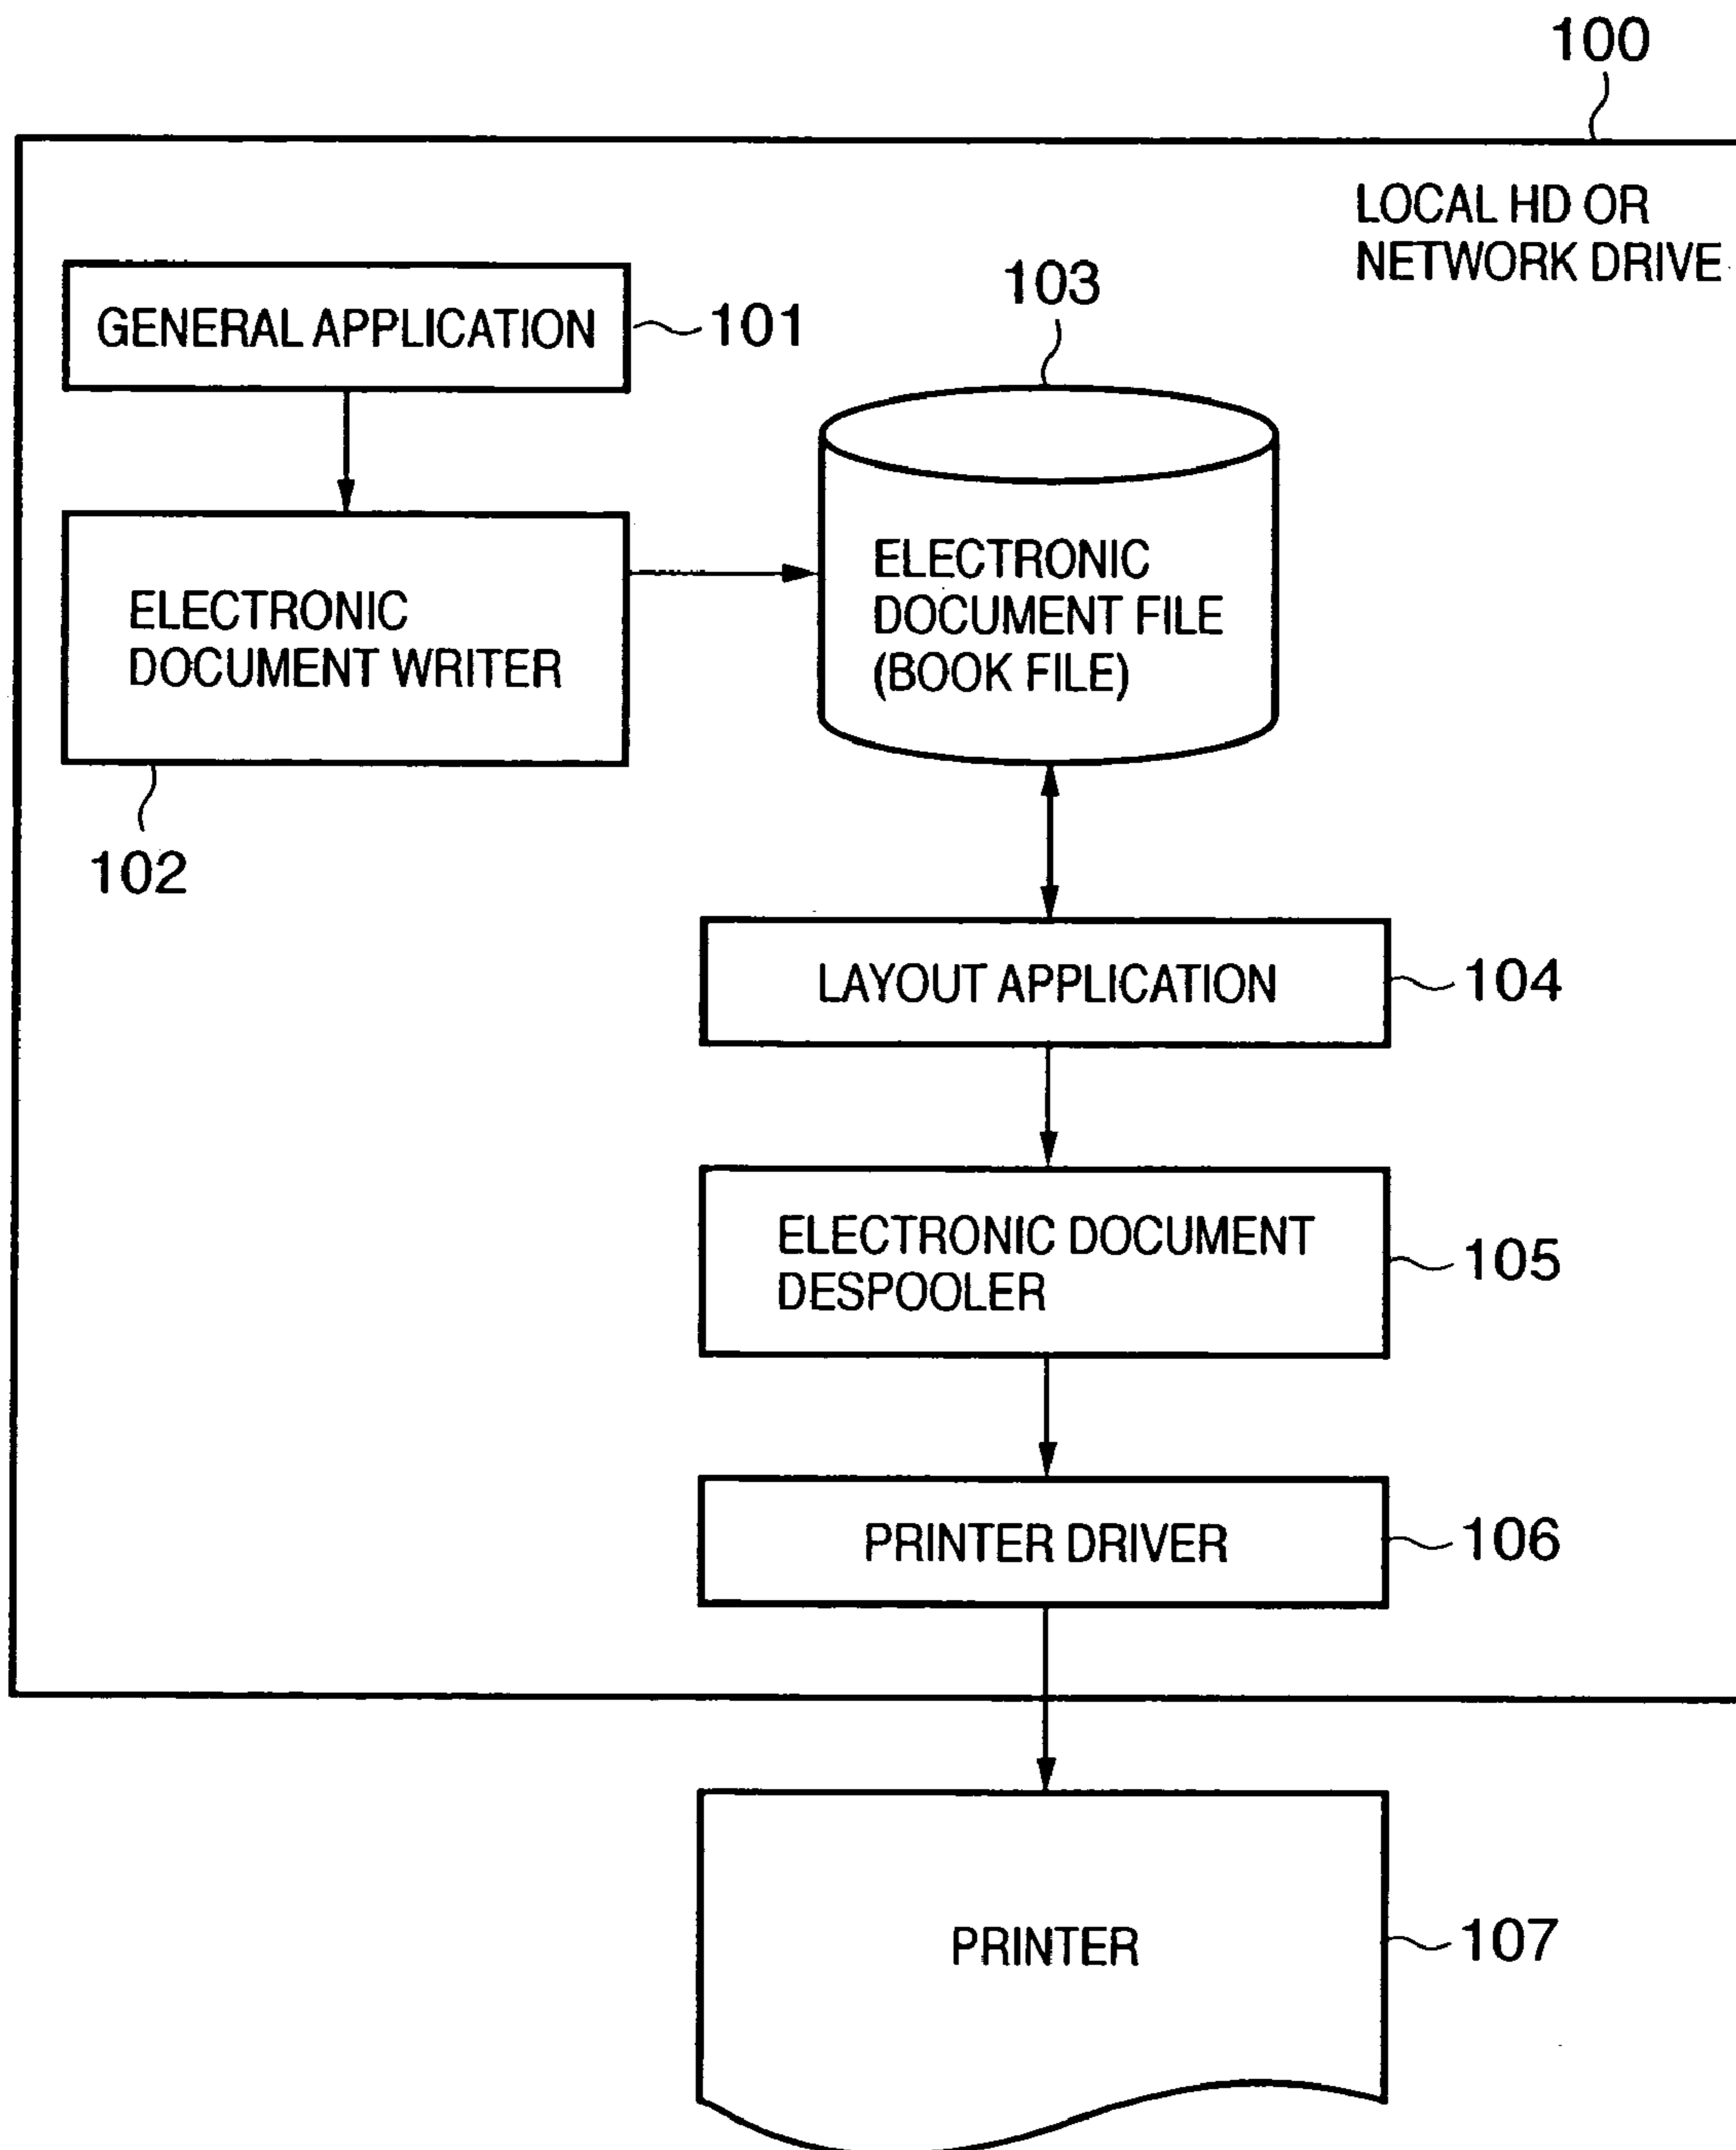 100
LOCAL HD OR
NETWORK DRIVE
GENERAL APPLICATION
101
103
ELECTRONIC
DOCUMENT WRITER
102
ELECTRONIC
DOCUMENT FILE
(BOOK FILE)
LAYOUT APPLICATION
104
ELECTRONIC DOCUMENT
DESPOOLER
105
PRINTER DRIVER
106
PRINTER
107